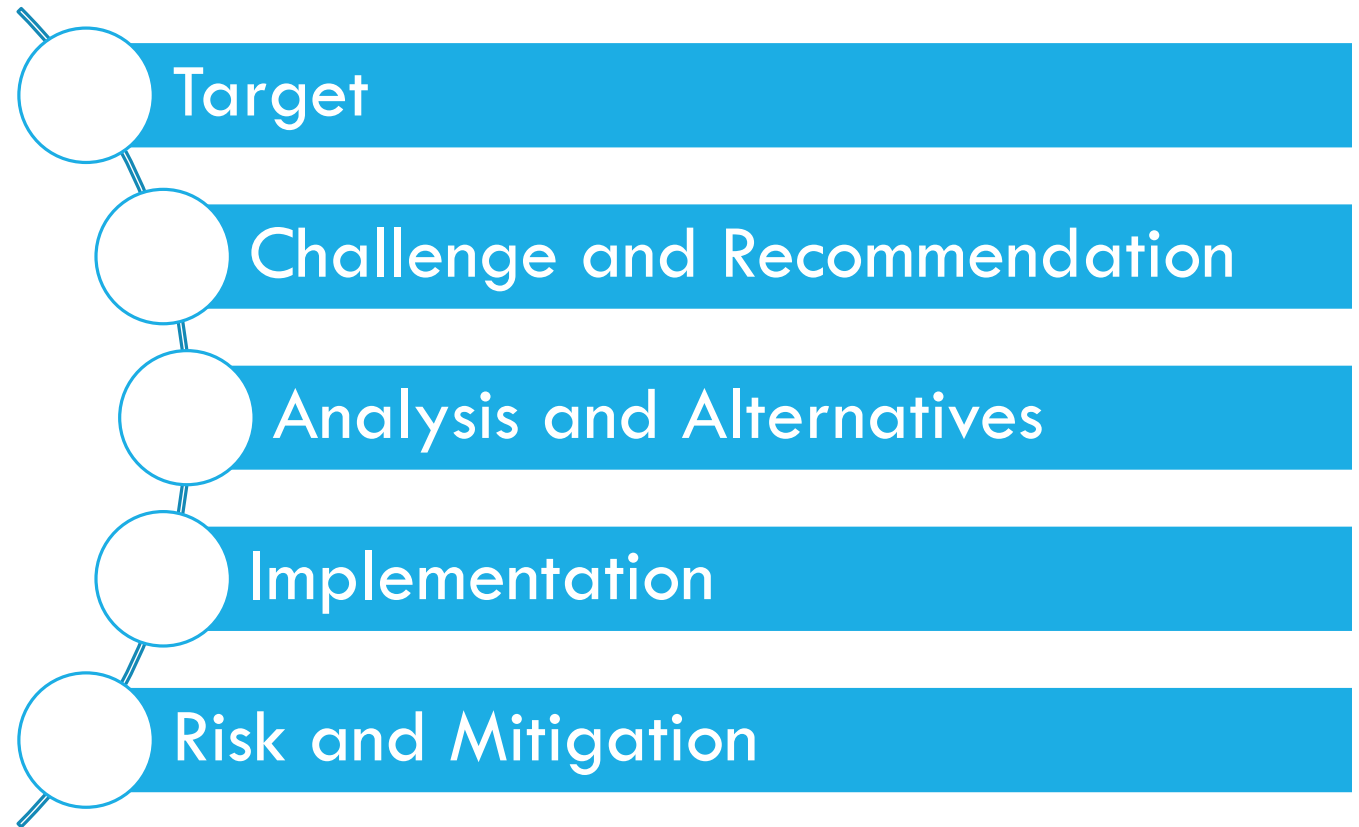 Target
Challenge and Recommendation
Analysis and Alternatives
Implementation
Risk and Mitigation